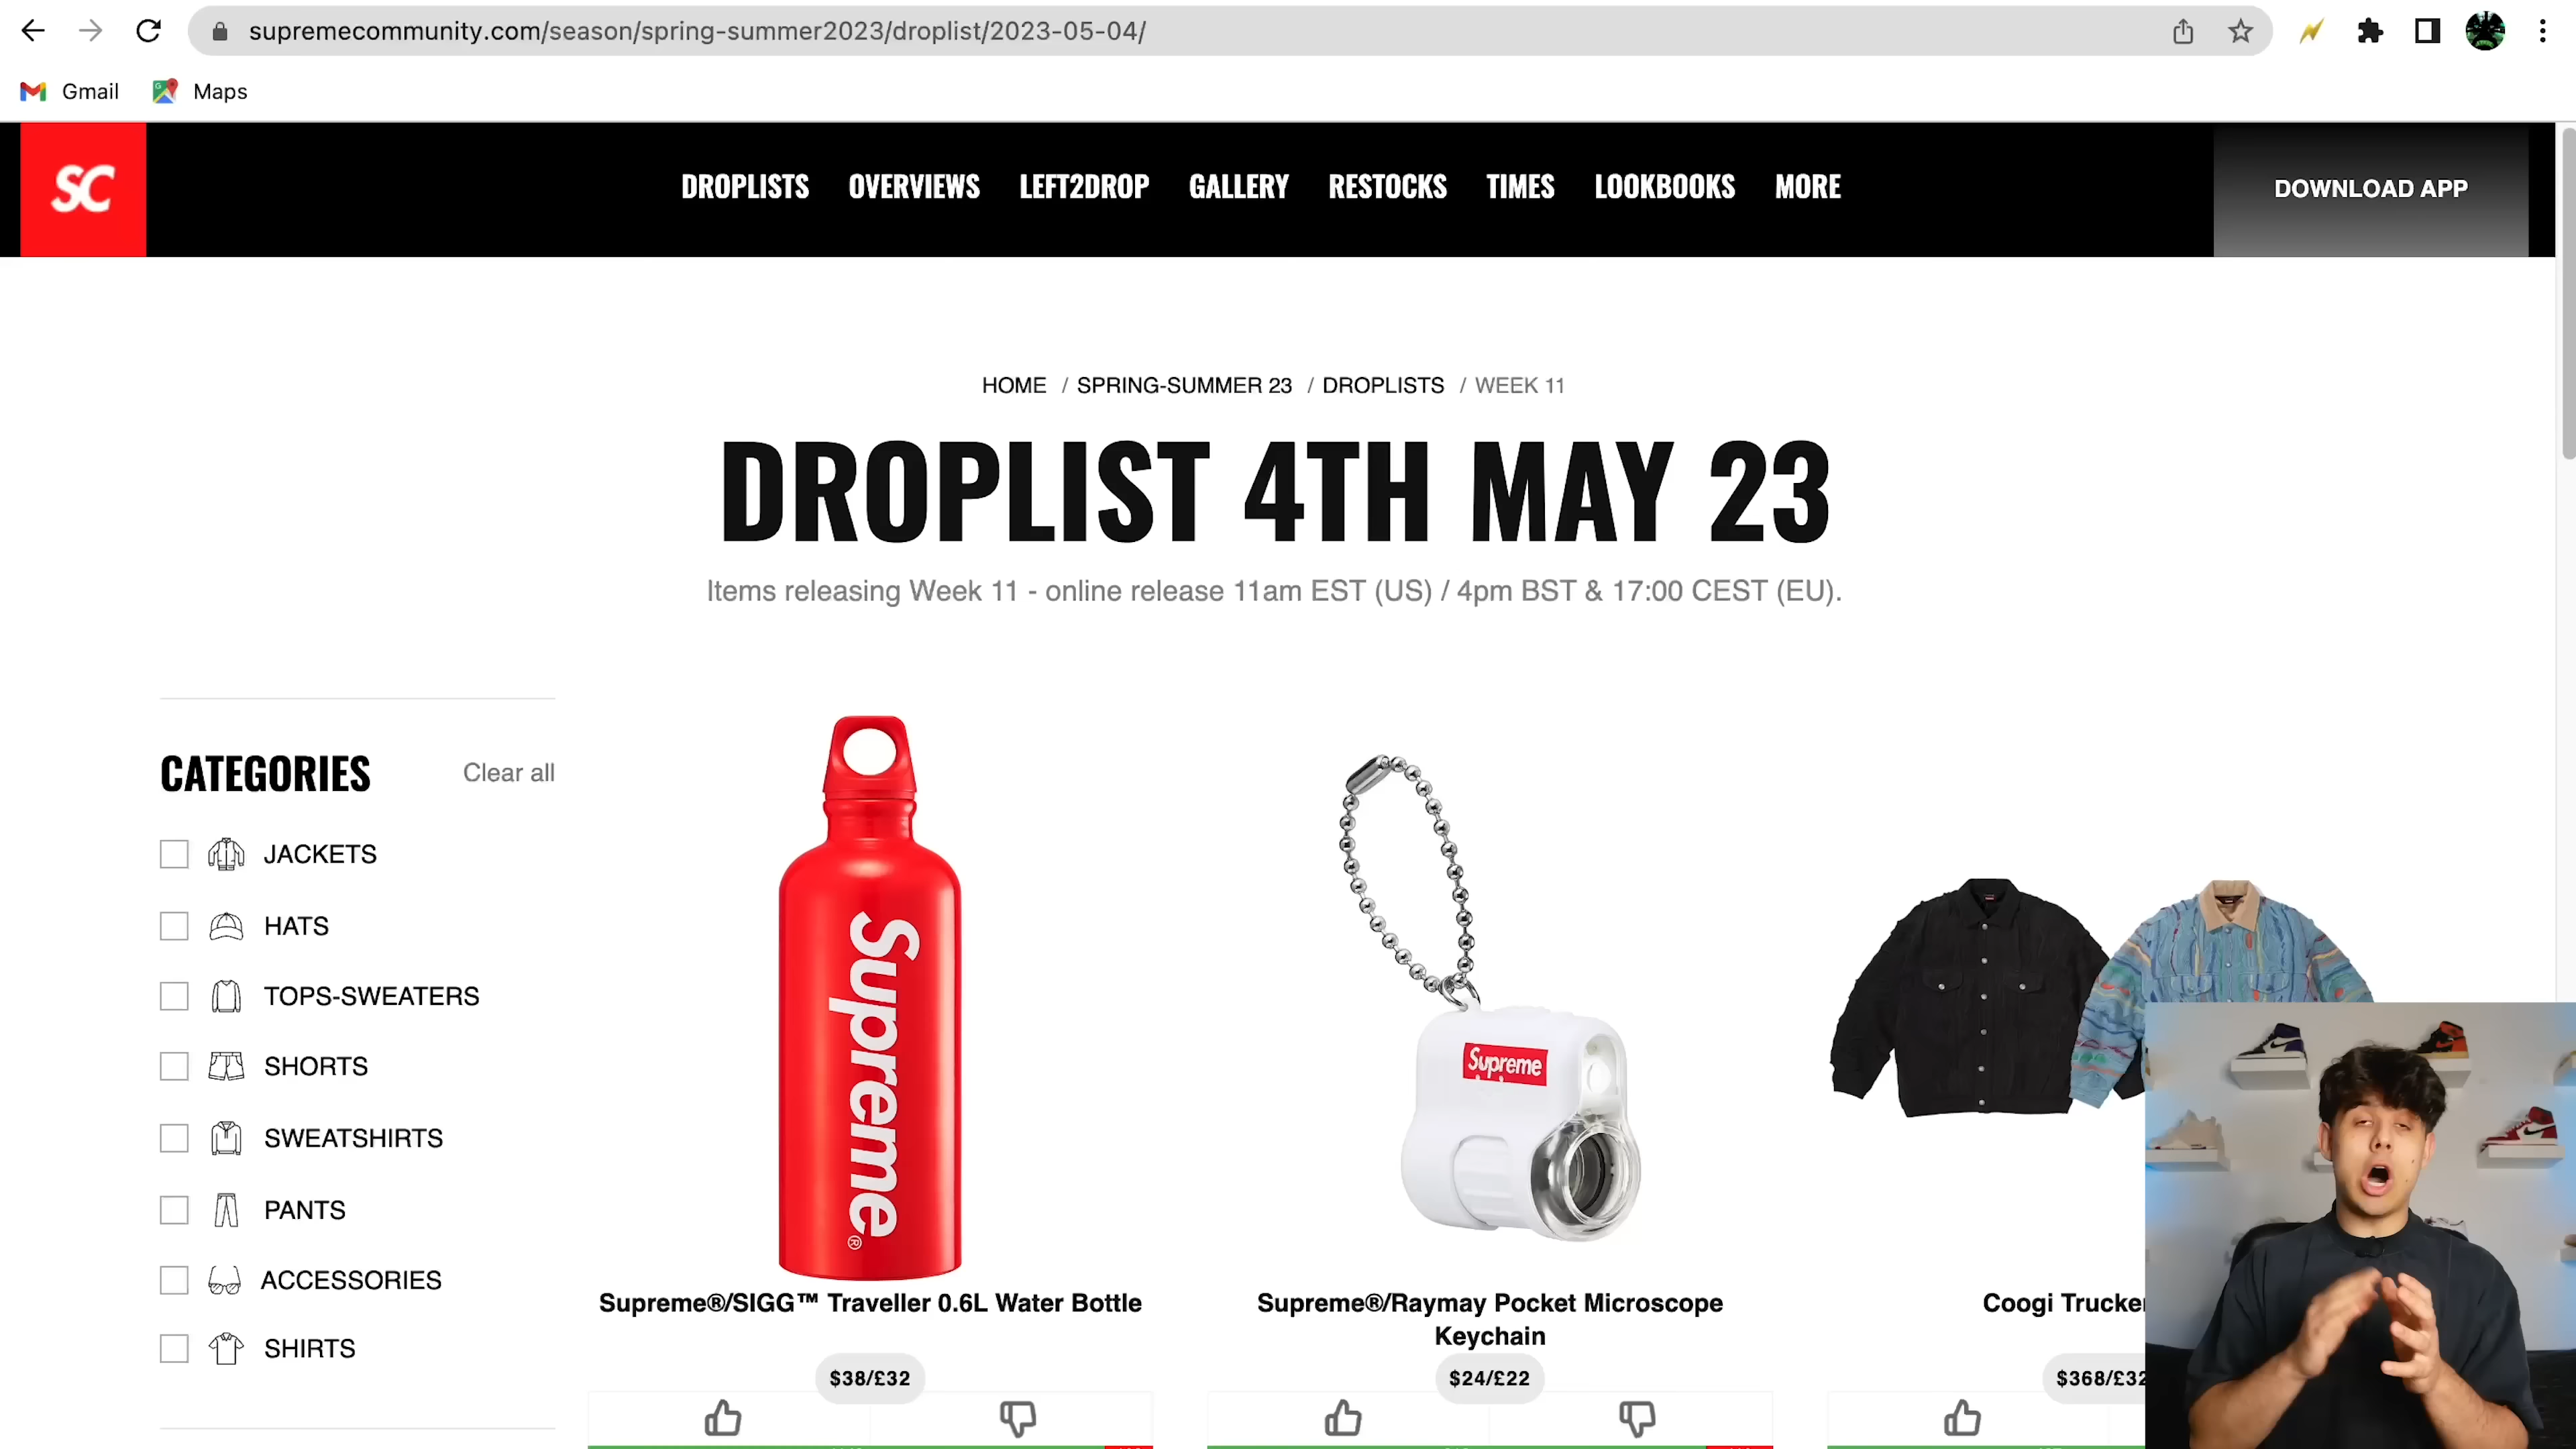 supremecommunity.com/season/spring-summer2023/droplist/2023-05-04/
Gmail Maps
SC
DROPLISTS OVERVIEWS LEFT2DROP GALLERY RESTOCKS TIMES LOOKBOOKS MORE
DOWNLOAD APP
HOME / SPRING-SUMMER 23 / DROPLISTS / WEEK 11
DROPLIST 4TH MAY 23
Items releasing Week 11 - online release 11am EST (US) / 4pm BST & 17:00 CEST (EU).
CATEGORIES Clear all
JACKETS
HATS
TOPS-SWEATERS
SHORTS
SWEATSHIRTS
PANTS
ACCESSORIES
SHIRTS
Supreme®
Supreme®/SIGG™ Traveller 0.6L Water Bottle
$38/£32
Supreme
Supreme®/Raymay Pocket Microscope
Keychain
$24/£22
Coogi Trucker
$368/£32